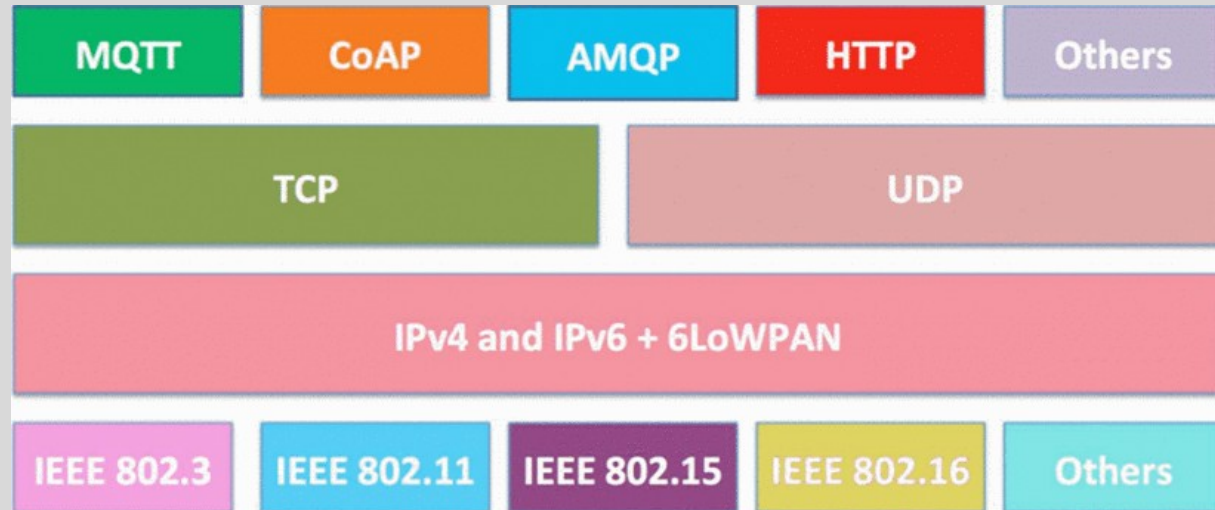 MQTT
CoAP
AMQP
HTTP
Others
TCP
UDP
IPv4 and IPv6 + 6LoWPAN
IEEE 802.3
IEEE 802.11
IEEE 802.15
IEEE 802.16
Others